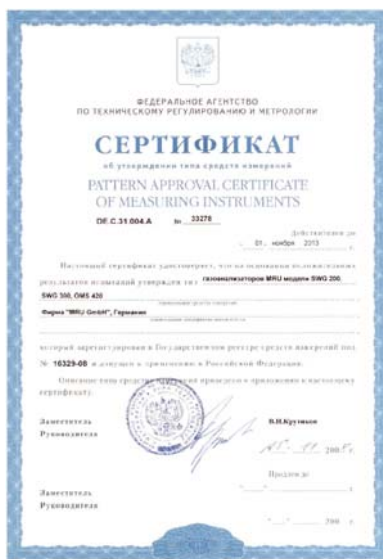 ФЕДЕРАЛЬНОЕ АГЕНТСТВО
ПО ТЕХНИЧЕСКОМУ РЕГУЛИРОВАНИЮ И МЕТРОЛОГИИ
СЕРТИФИКАТ
об утверждении типа средств измерений
PATTERN APPROVAL CERTIFICATE
OF MEASURING INSTRUMENTS
DE.C.31.004.A № 33278
Действителен до
01 . ноября 2013 г.
Настоящий сертификат удостоверяет, что на основании положительных
результатов испытаний утвержден тип газоанализаторов MRU модели SWG 200,
SWG 300, OMS 420
Фирма "MRU GmbH", Германия
который зарегистрирован в Государственном реестре средств измерений под
№ 16329-08 и допущен к применению в Российской Федерации.
Описание типа средства измерений приведено в приложении к настоящему
сертификату.
Заместитель
Руководителя
В.Н.Крутиков
200 г.
Продлен до
" " г.
Заместитель
Руководителя
" " 200 г.